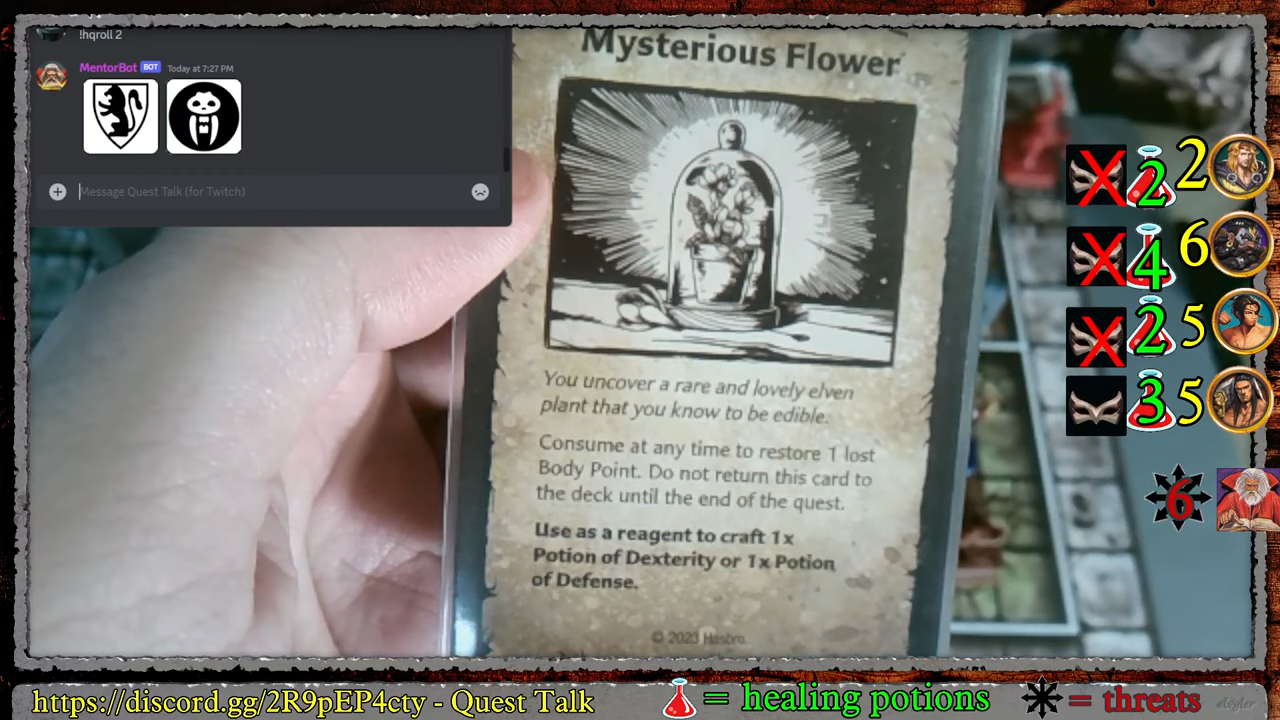 !hqroll 2
MentorBot BOT Today at 7:27 PM
Message Quest Talk (for Twitch)
Mysterious Flower
You uncover a rare and lovely elven
plant that you know to be edible.
Consume at any time to restore 1 lost
Body Point. Do not return this card to
the deck until the end of the quest.
Use as a reagent to craft 1x
Potion of Dexterity or 1x Potion
of Defense.
© 2023 Hasbro.
2 2
4 6
2 5
3 5
6
https://discord.gg/2R9pEP4cty - Quest Talk
= healing potions
= threats